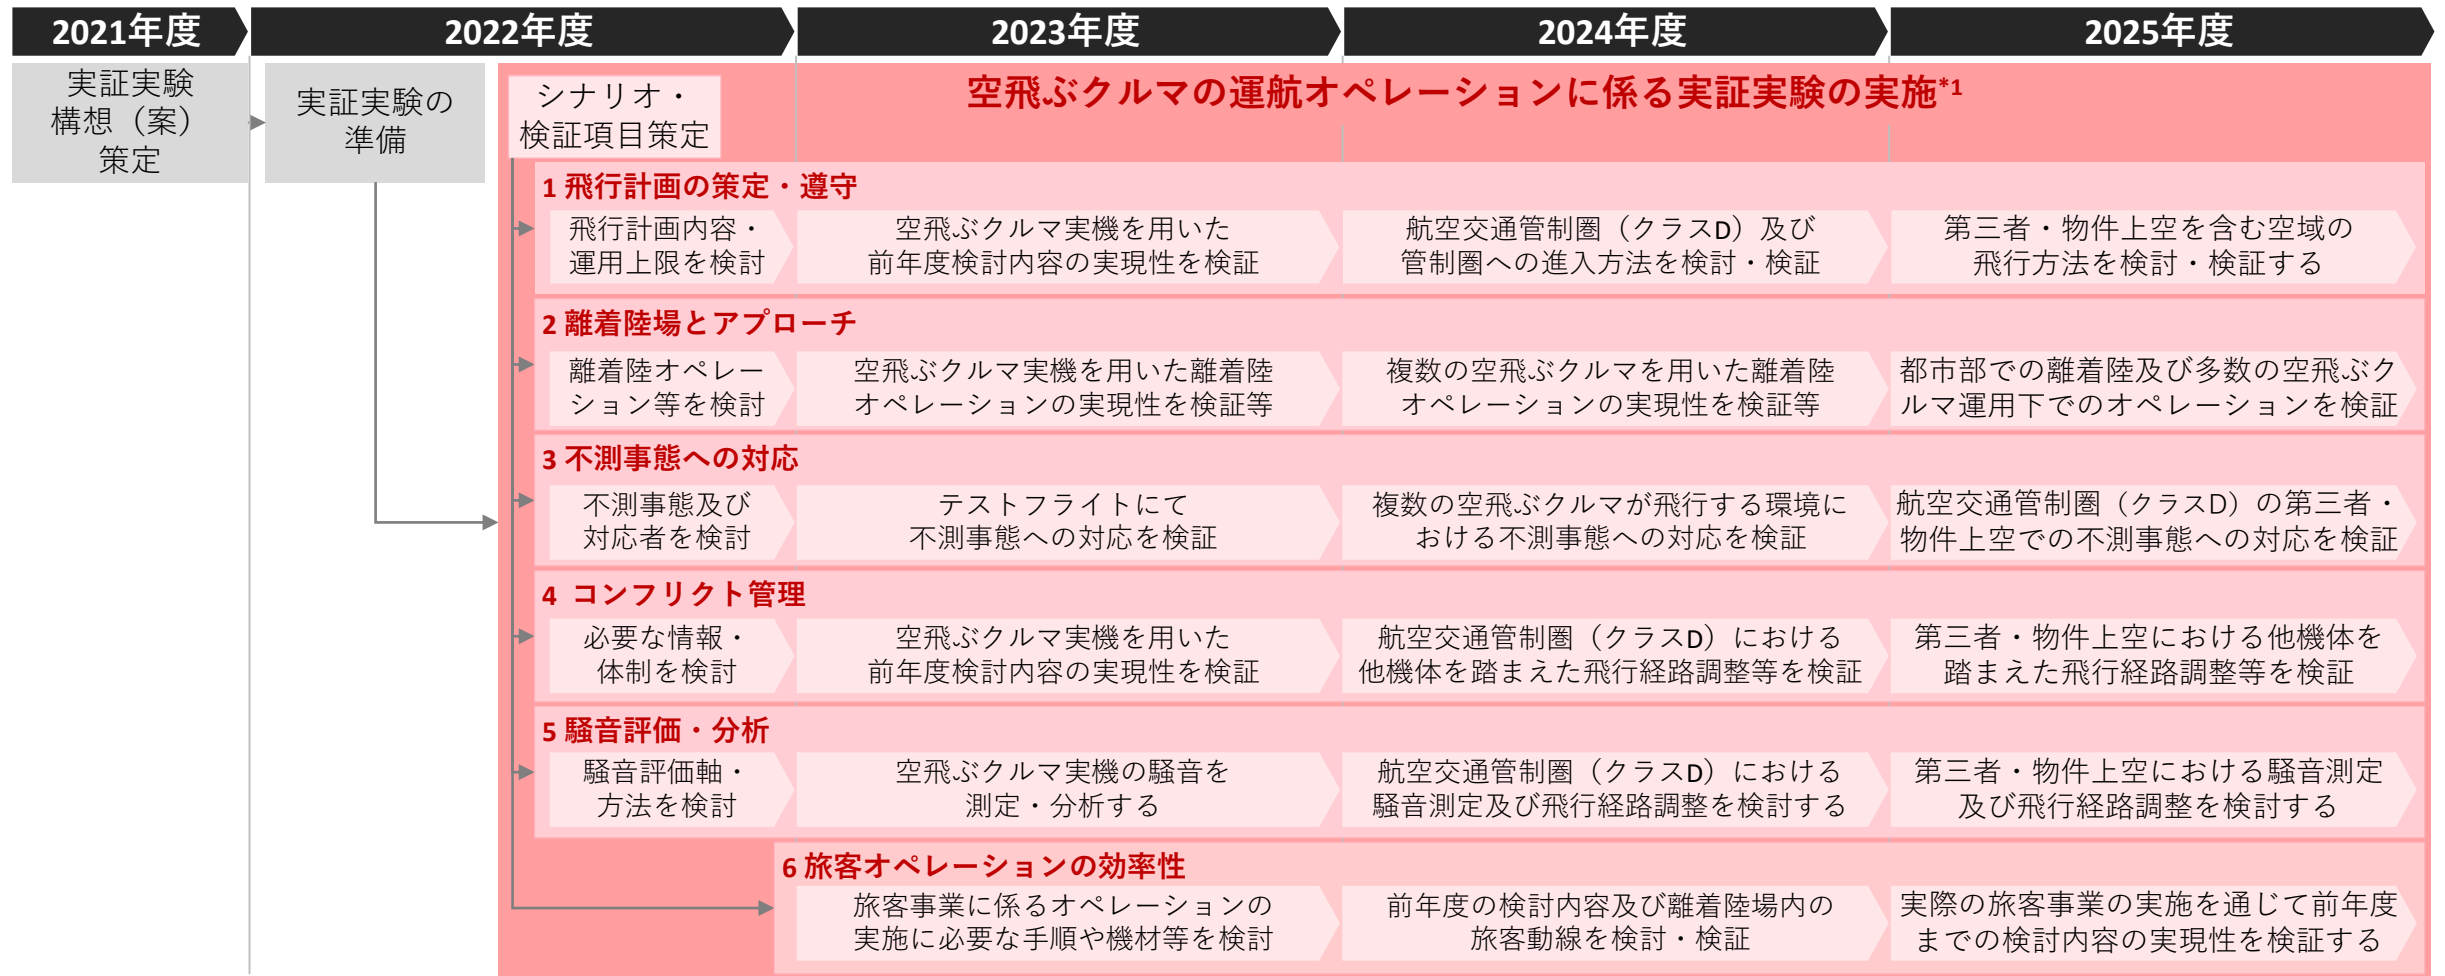 2021年度
2022年度
2023年度
2024年度
2025年度
実証実験
構想（案）
策定
実証実験の
準備
シナリオ・
検証項目策定
空飛ぶクルマの運航オペレーションに係る実証実験の実施*1
1 飛行計画の策定・遵守
飛行計画内容・
運用上限を検討
空飛ぶクルマ実機を用いた
前年度検討内容の実現性を検証
航空交通管制圏（クラスD）及び
管制圏への進入方法を検討・検証
第三者・物件上空を含む空域の
飛行方法を検討・検証する
2 離着陸場とアプローチ
離着陸オペレー
ション等を検討
空飛ぶクルマ実機を用いた離着陸
オペレーションの実現性を検証等
複数の空飛ぶクルマを用いた離着陸
オペレーションの実現性を検証等
都市部での離着陸及び多数の空飛ぶク
ルマ運用下でのオペレーションを検証
3 不測事態への対応
不測事態及び
対応者を検討
テストフライトにて
不測事態への対応を検証
複数の空飛ぶクルマが飛行する環境に
おける不測事態への対応を検証
航空交通管制圏（クラスD）の第三者・
物件上空での不測事態への対応を検証
4 コンフリクト管理
必要な情報・
体制を検討
空飛ぶクルマ実機を用いた
前年度検討内容の実現性を検証
航空交通管制圏（クラスD）における
他機体を踏まえた飛行経路調整等を検証
第三者・物件上空における他機体を
踏まえた飛行経路調整等を検証
5 騒音評価・分析
騒音評価軸・
方法を検討
空飛ぶクルマ実機の騒音を
測定・分析する
航空交通管制圏（クラスD）における
騒音測定及び飛行経路調整を検討する
第三者・物件上空における騒音測定
及び飛行経路調整を検討する
6 旅客オペレーションの効率性
旅客事業に係るオペレーションの
実施に必要な手順や機材等を検討
前年度の検討内容及び離着陸場内の
旅客動線を検討・検証
実際の旅客事業の実施を通じて前年度
までの検討内容の実現性を検証する